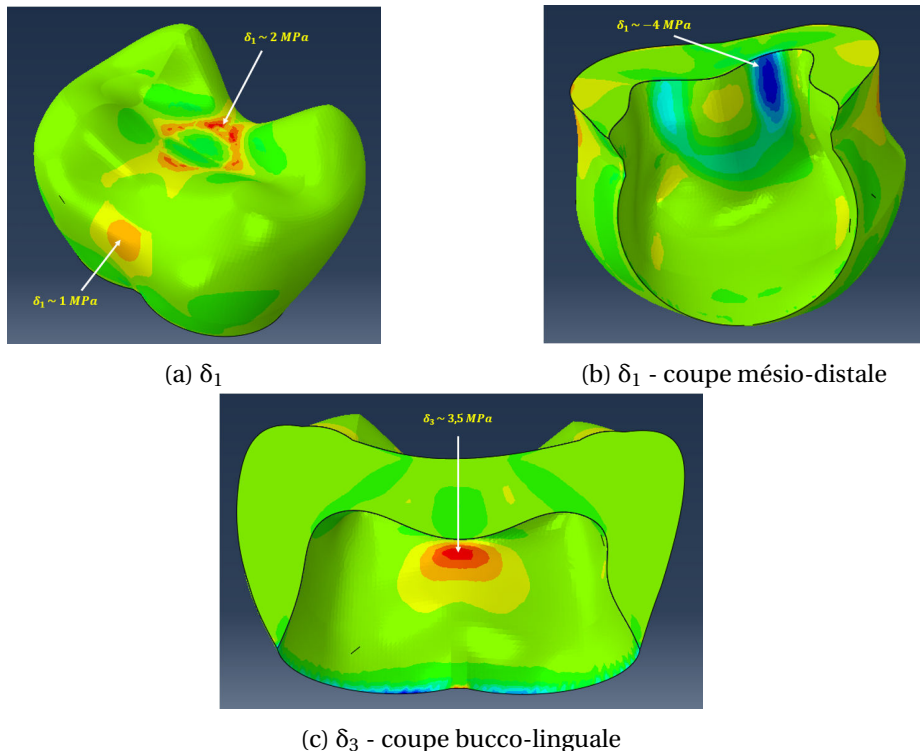 δ₁ ~ 2 MPa
δ₁ ~ 1 MPa
(a) δ₁
δ₁ ~ −4 MPa
(b) δ₁ - coupe mésio-distale
δ₃ ~ 3,5 MPa
(c) δ₃ - coupe bucco-linguale